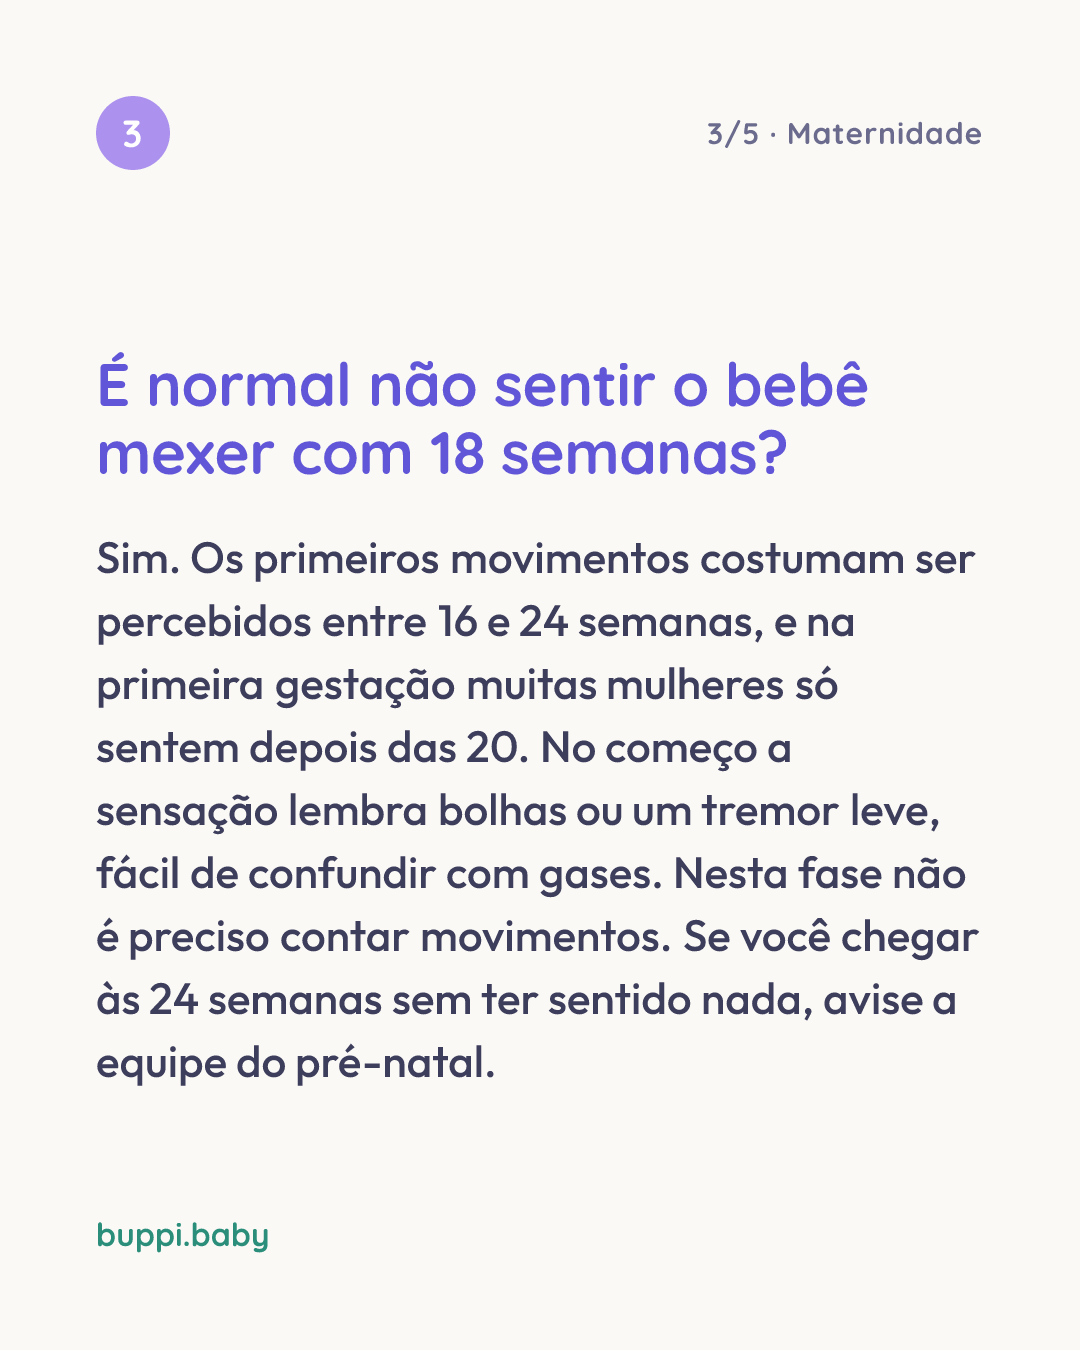 3
3/5 · Maternidade
É normal não sentir o bebê
mexer com 18 semanas?
Sim. Os primeiros movimentos costumam ser
percebidos entre 16 e 24 semanas, e na
primeira gestação muitas mulheres só
sentem depois das 20. No começo a
sensação lembra bolhas ou um tremor leve,
fácil de confundir com gases. Nesta fase não
é preciso contar movimentos. Se você chegar
às 24 semanas sem ter sentido nada, avise a
equipe do pré-natal.
buppi.baby